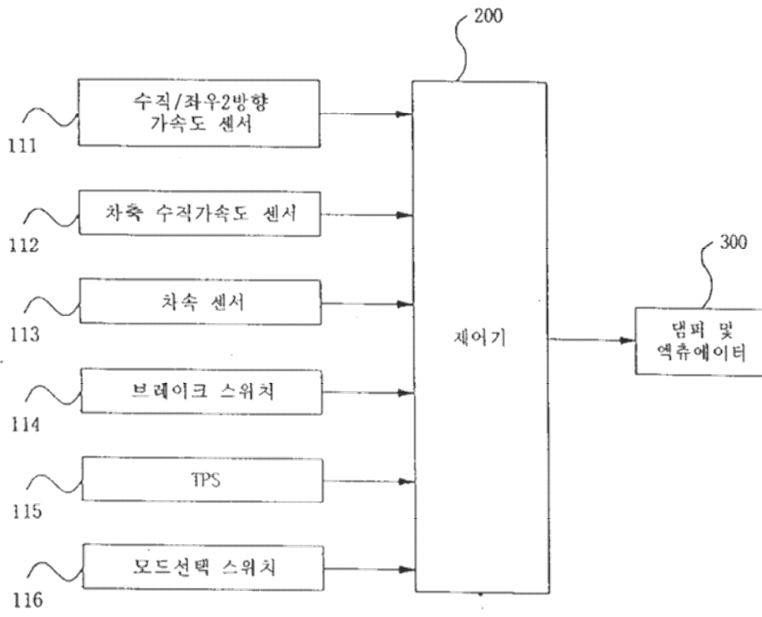 200
수직/좌우2방향
가속도 센서
111
차축 수직가속도 센서
112
300
차속 센서
113
제어기
댐퍼 및
엑츄에이터
브레이크 스위치
114
TPS
115
모드선택 스위치
116